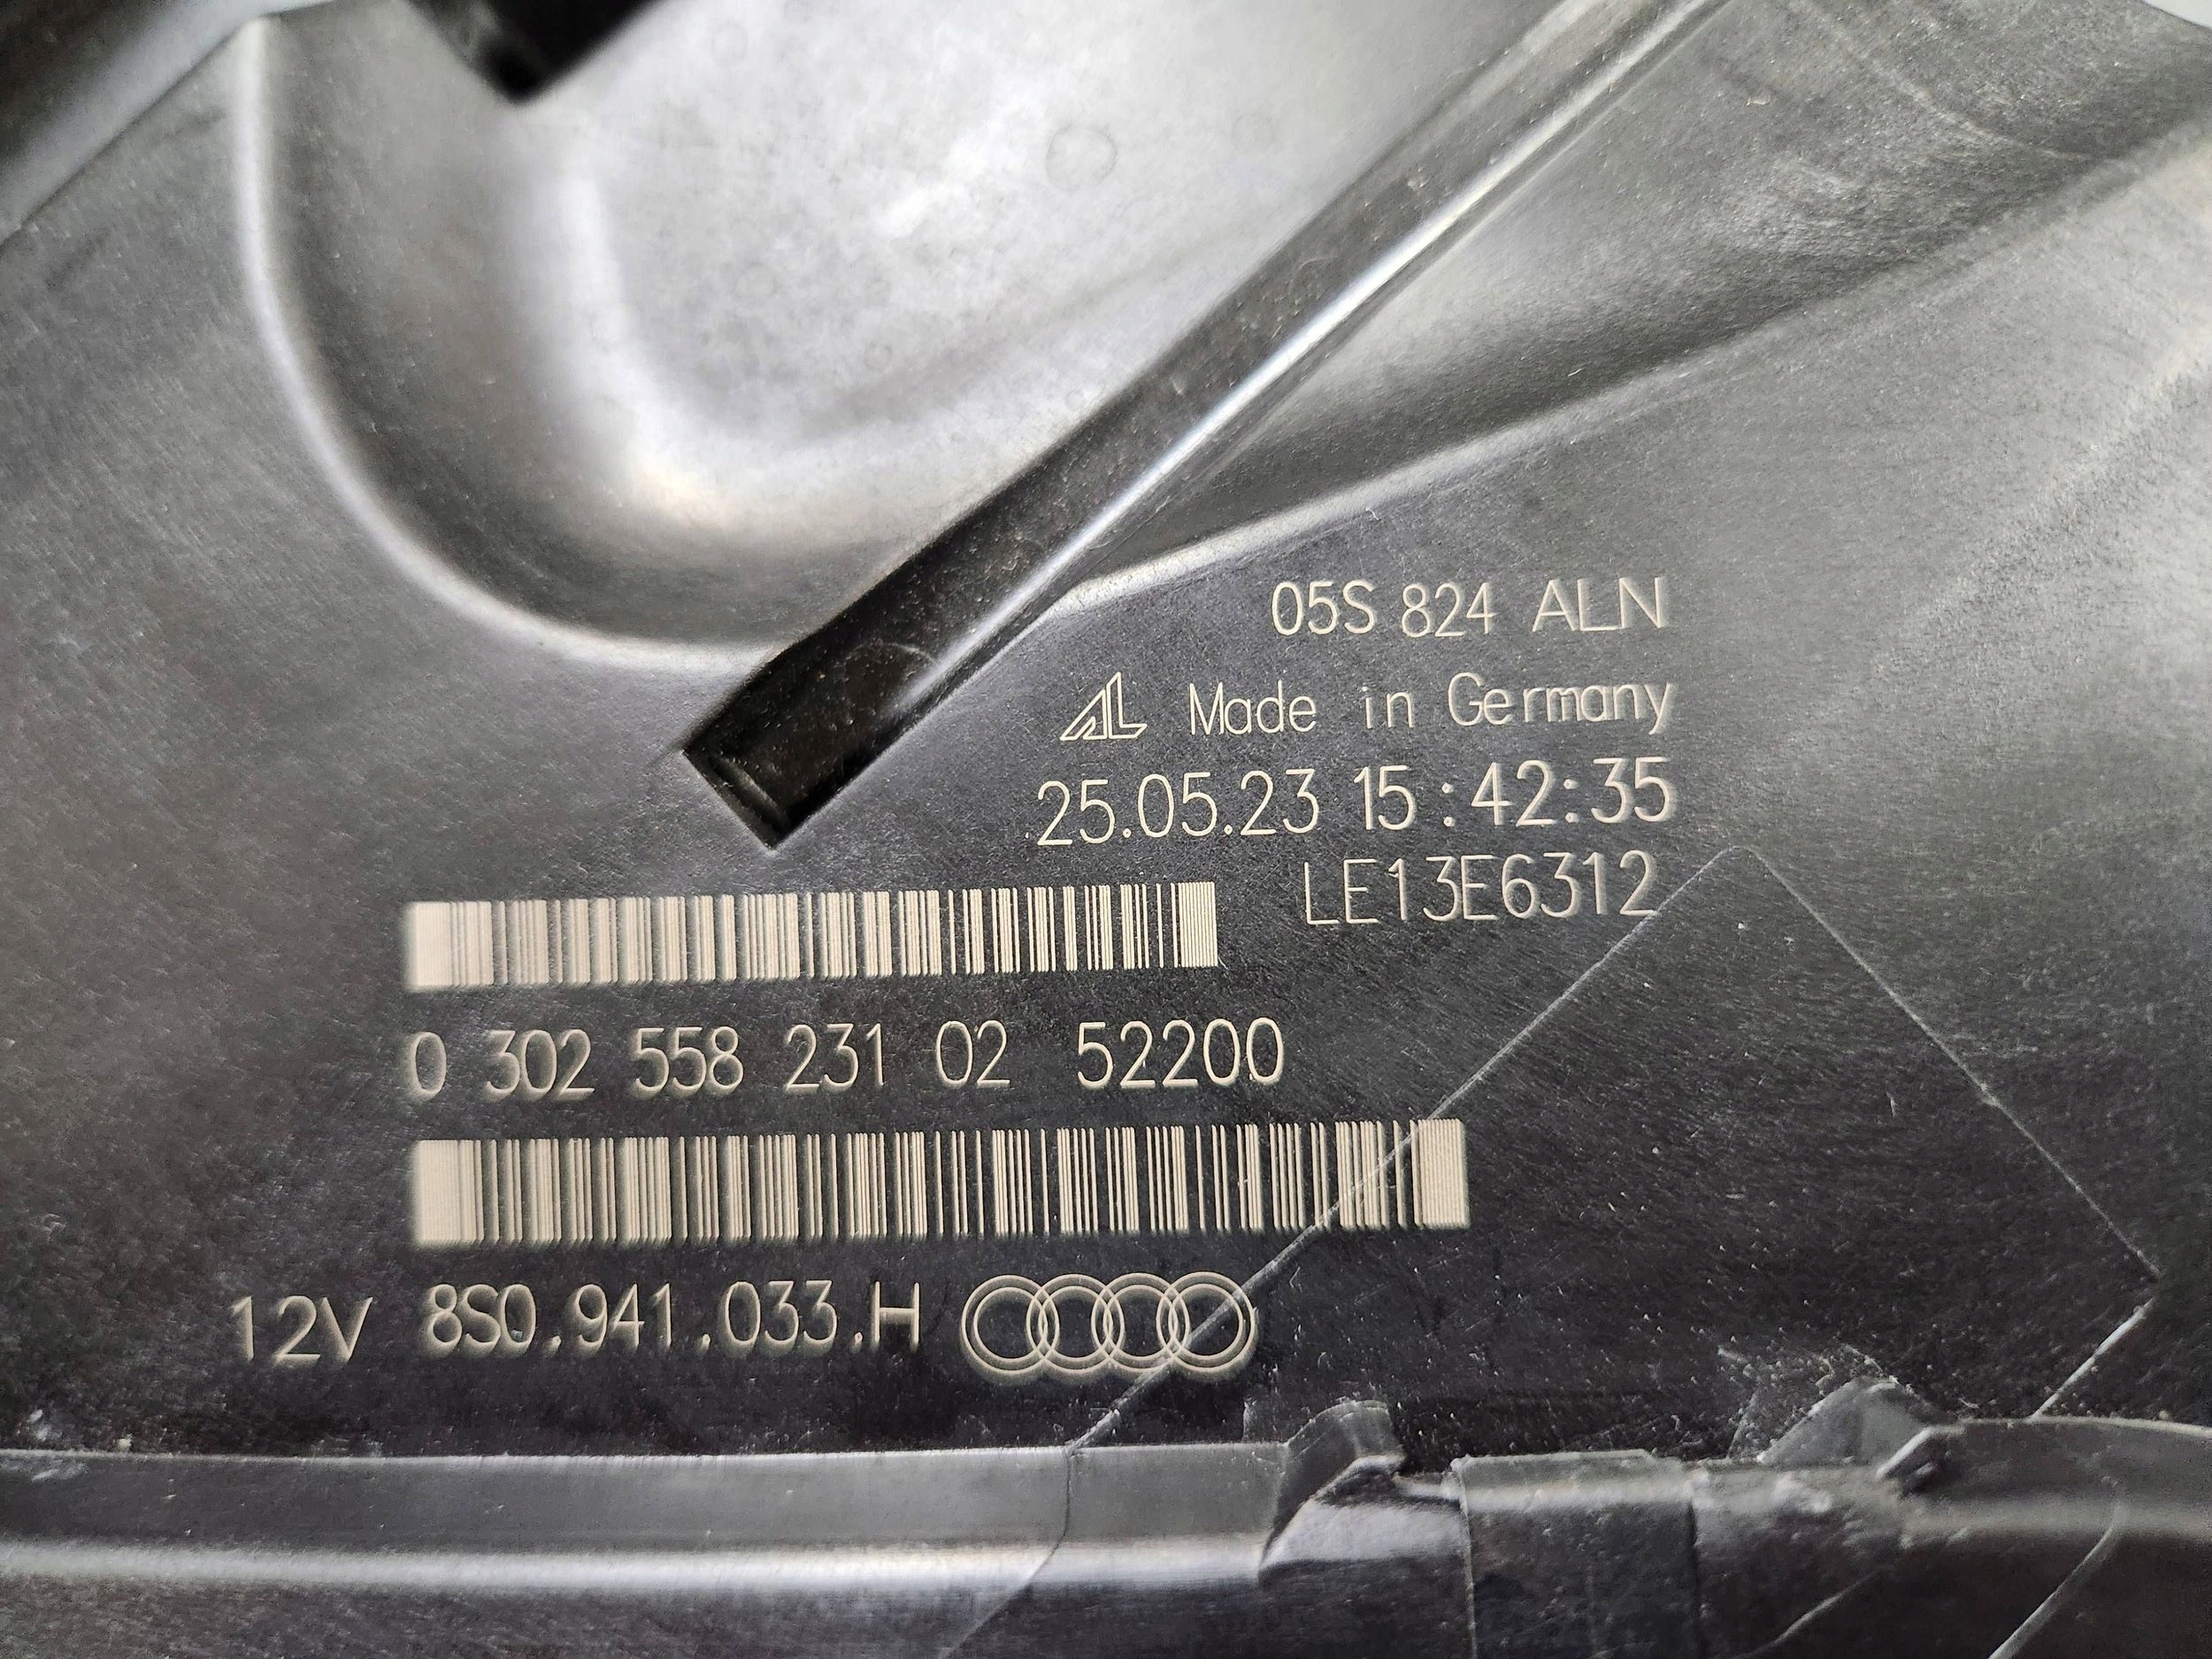 05S 824 ALN
AL Made in Germany
25.05.23 15:42:35
LE13E6312
0 302 558 231 02 52200
12V 8S0.941.033.H